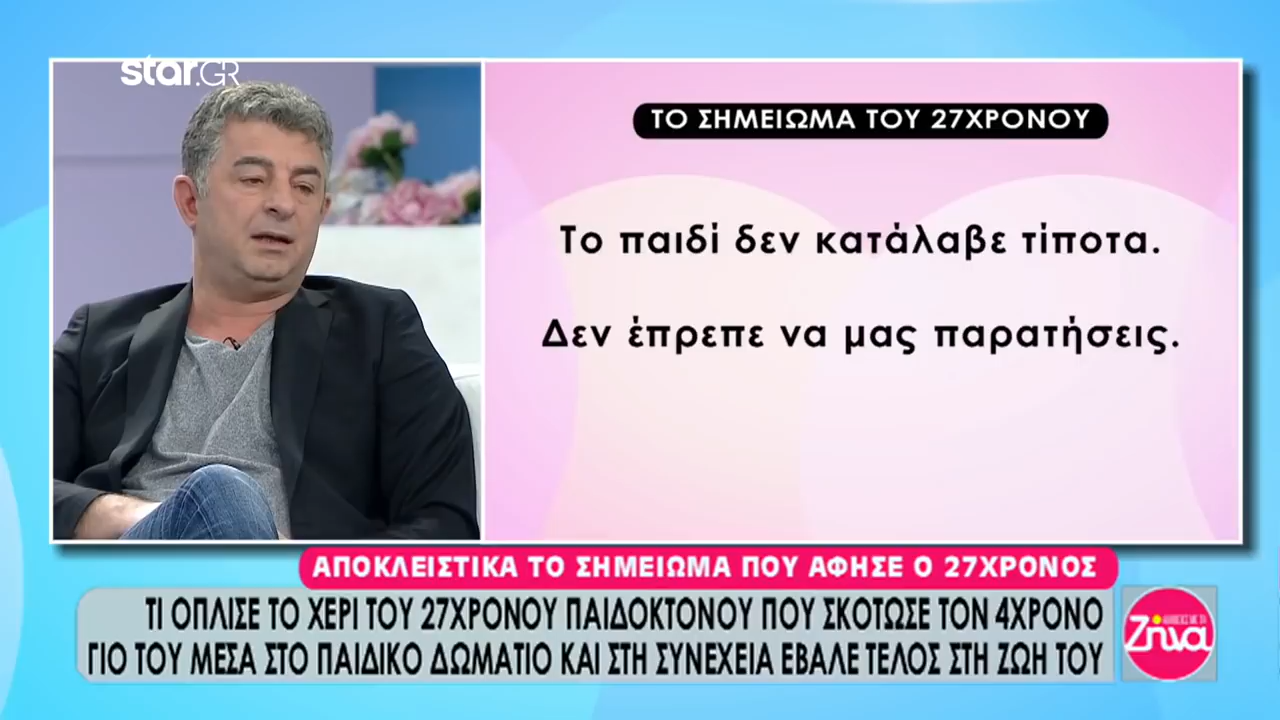 star.GR
ΤΟ ΣΗΜΕΙΩΜΑ ΤΟΥ 27ΧΡΟΝΟΥ
Το παιδί δεν κατάλαβε τίποτα.
Δεν έπρεπε να μας παρατήσεις.
ΑΠΟΚΛΕΙΣΤΙΚΑ ΤΟ ΣΗΜΕΙΩΜΑ ΠΟΥ ΑΦΗΣΕ Ο 27ΧΡΟΝΟΣ
ΤΙ ΟΠΛΙΣΕ ΤΟ ΧΕΡΙ ΤΟΥ 27ΧΡΟΝΟΥ ΠΑΙΔΟΚΤΟΝΟΥ ΠΟΥ ΣΚΟΤΩΣΕ ΤΟΝ 4ΧΡΟΝΟ
ΓΙΟ ΤΟΥ ΜΕΣΑ ΣΤΟ ΠΑΙΔΙΚΟ ΔΩΜΑΤΙΟ ΚΑΙ ΣΤΗ ΣΥΝΕΧΕΙΑ ΕΒΑΛΕ ΤΕΛΟΣ ΣΤΗ ΖΩΗ ΤΟΥ
Ζήνα